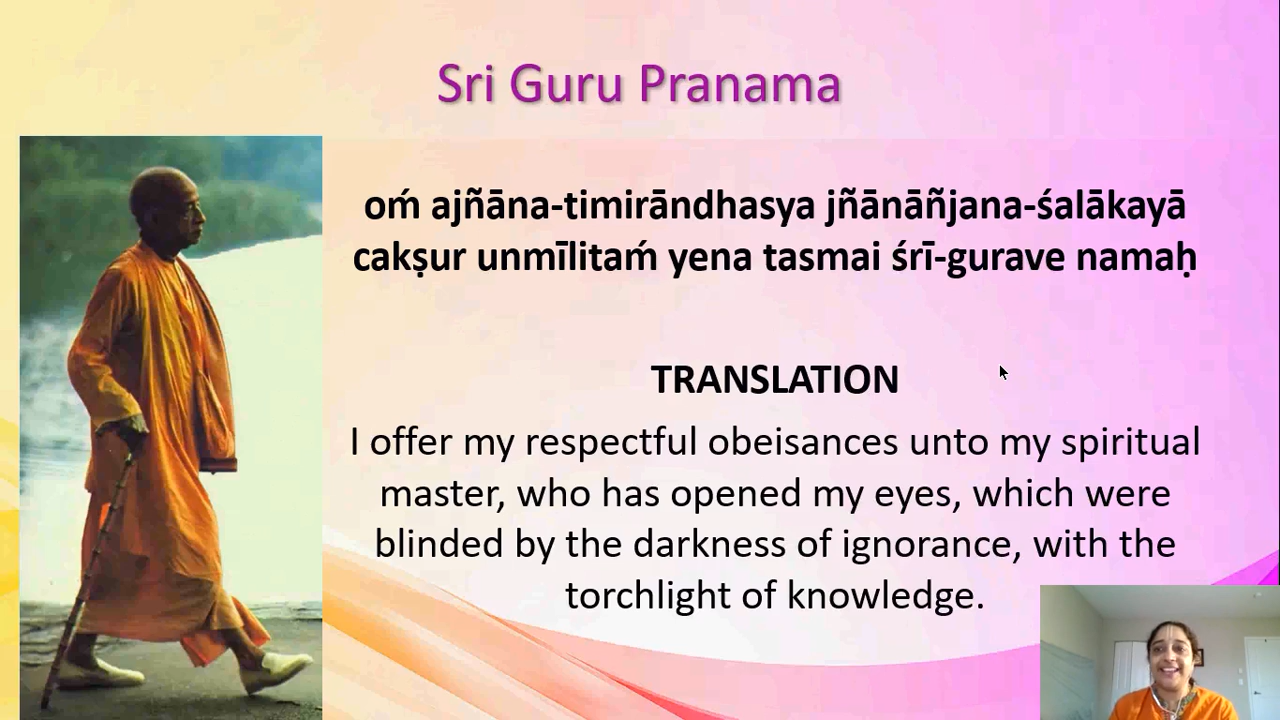 Sri Guru Pranama
oḿ ajñāna-timirāndhasya jñānāñjana-śalākayā
cakṣur unmīlitaḿ yena tasmai śrī-gurave namaḥ
TRANSLATION
I offer my respectful obeisances unto my spiritual
master, who has opened my eyes, which were
blinded by the darkness of ignorance, with the
torchlight of knowledge.